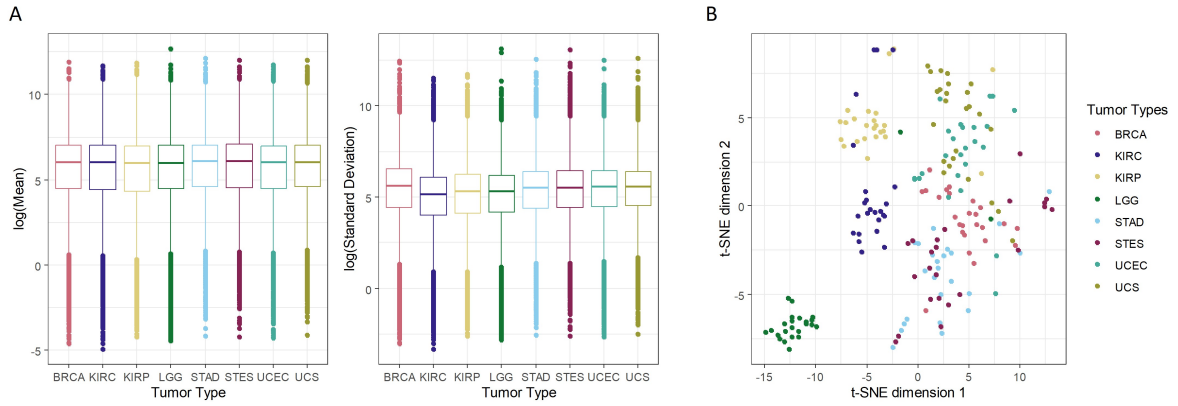 A
B
log(Mean)
10
5
0
-5
BRCA KIRC KIRP LGG STAD STES UCEC UCS
Tumor Type
log(Standard Deviation)
10
5
0
BRCA KIRC KIRP LGG STAD STES UCEC UCS
Tumor Type
t-SNE dimension 2
5
0
-5
-15 -10 -5 0 5 10
t-SNE dimension 1
Tumor Types
BRCA
KIRC
KIRP
LGG
STAD
STES
UCEC
UCS